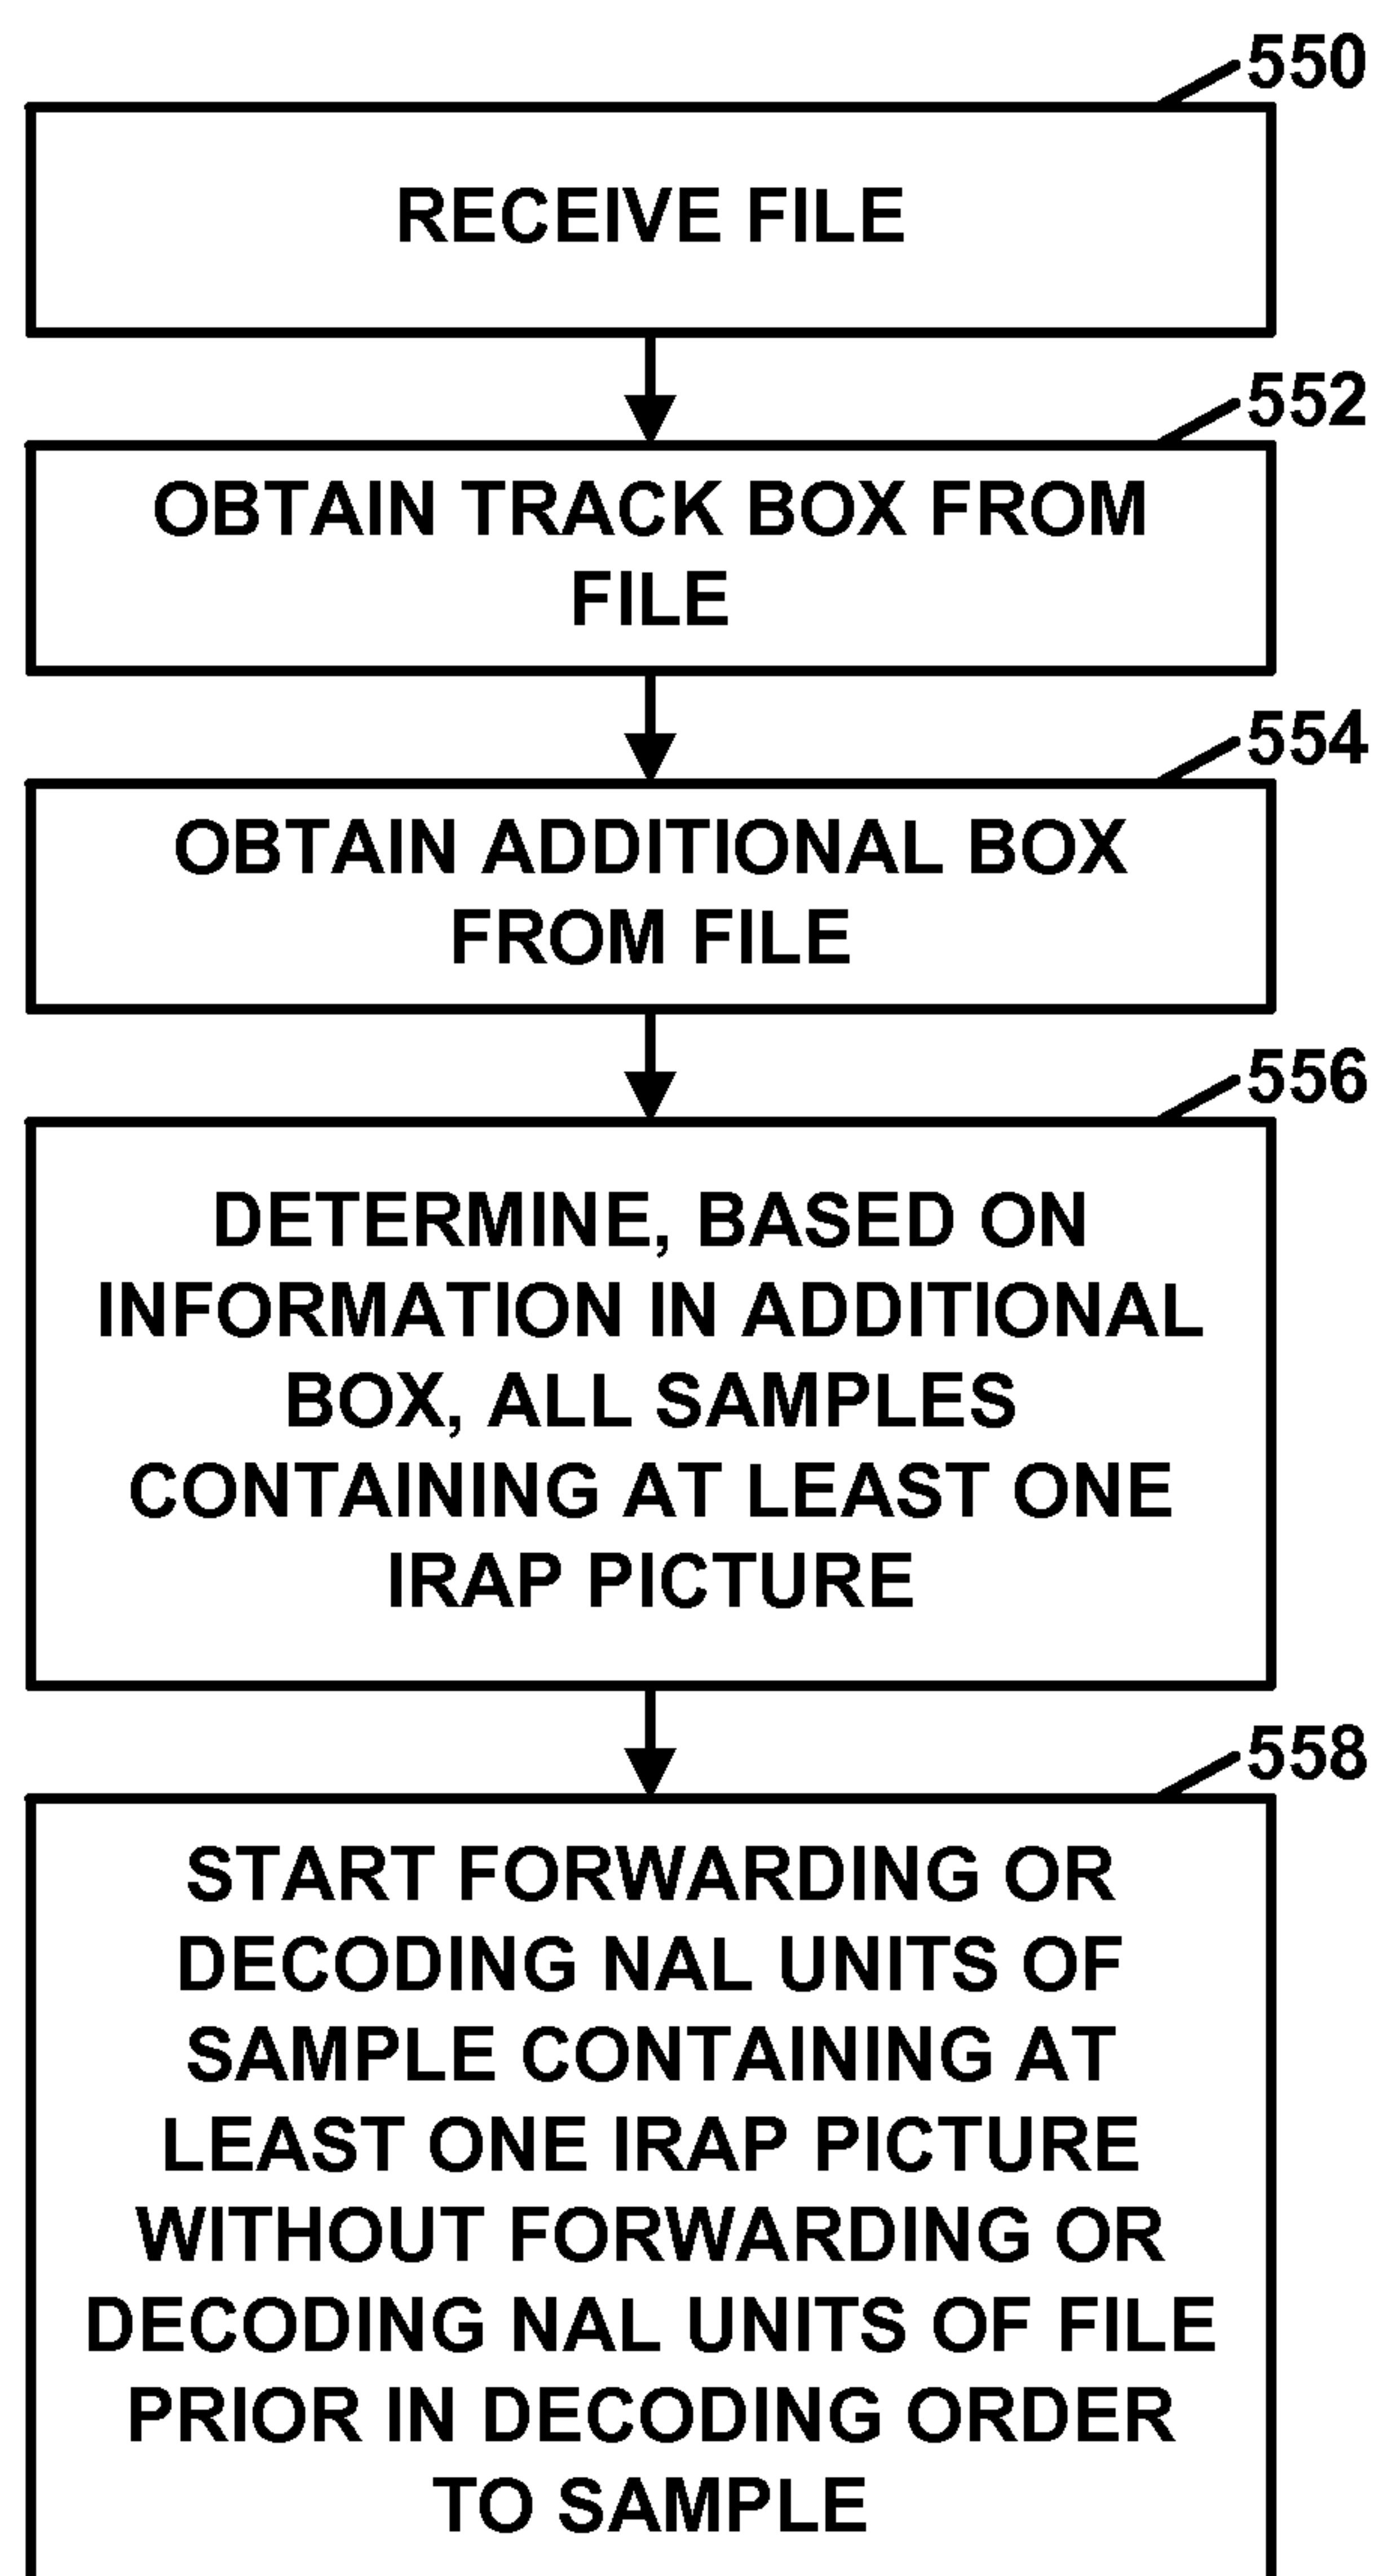 550
RECEIVE FILE
552
OBTAIN TRACK BOX FROM
FILE
554
OBTAIN ADDITIONAL BOX
FROM FILE
556
DETERMINE, BASED ON
INFORMATION IN ADDITIONAL
BOX, ALL SAMPLES
CONTAINING AT LEAST ONE
IRAP PICTURE
558
START FORWARDING OR
DECODING NAL UNITS OF
SAMPLE CONTAINING AT
LEAST ONE IRAP PICTURE
WITHOUT FORWARDING OR
DECODING NAL UNITS OF FILE
PRIOR IN DECODING ORDER
TO SAMPLE